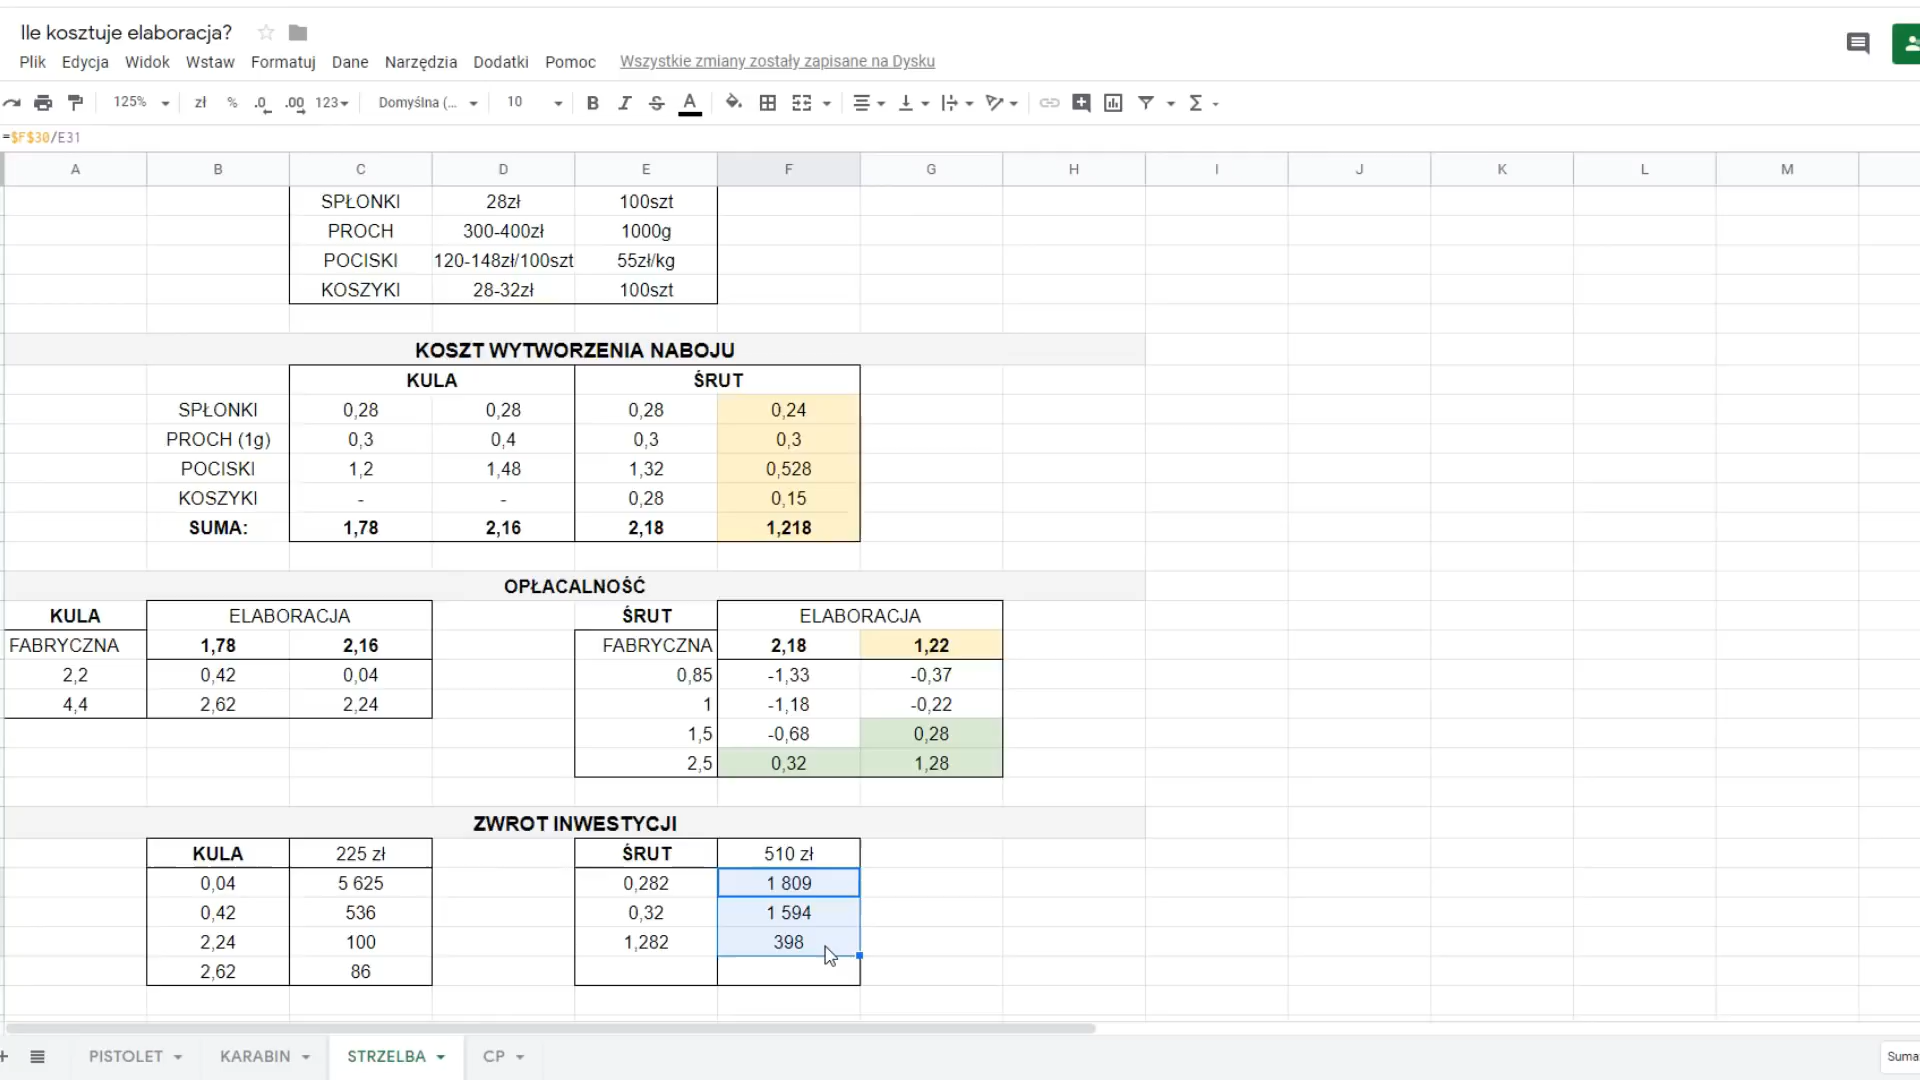 Ile kosztuje elaboracja?
Plik Edycja Widok Wstaw Formatuj Dane Narzędzia Dodatki Pomoc Wszystkie zmiany zostały zapisane na Dysku
125% zł % .0 .00 123 Domyślna (... 10 B I S A Σ
=$F$30/E31
A B C D E F G H I J K L M
SPŁONKI 28zł 100szt
PROCH 300-400zł 1000g
POCISKI 120-148zł/100szt 55zł/kg
KOSZYKI 28-32zł 100szt
KOSZT WYTWORZENIA NABOJU
KULA ŚRUT
SPŁONKI 0,28 0,28 0,28 0,24
PROCH (1g) 0,3 0,4 0,3 0,3
POCISKI 1,2 1,48 1,32 0,528
KOSZYKI - - 0,28 0,15
SUMA: 1,78 2,16 2,18 1,218
OPŁACALNOŚĆ
KULA ELABORACJA ŚRUT ELABORACJA
FABRYCZNA 1,78 2,16 FABRYCZNA 2,18 1,22
2,2 0,42 0,04 0,85 -1,33 -0,37
4,4 2,62 2,24 1 -1,18 -0,22
1,5 -0,68 0,28
2,5 0,32 1,28
ZWROT INWESTYCJI
KULA 225 zł ŚRUT 510 zł
0,04 5 625 0,282 1 809
0,42 536 0,32 1 594
2,24 100 1,282 398
2,62 86
PISTOLET KARABIN STRZELBA CP Suma